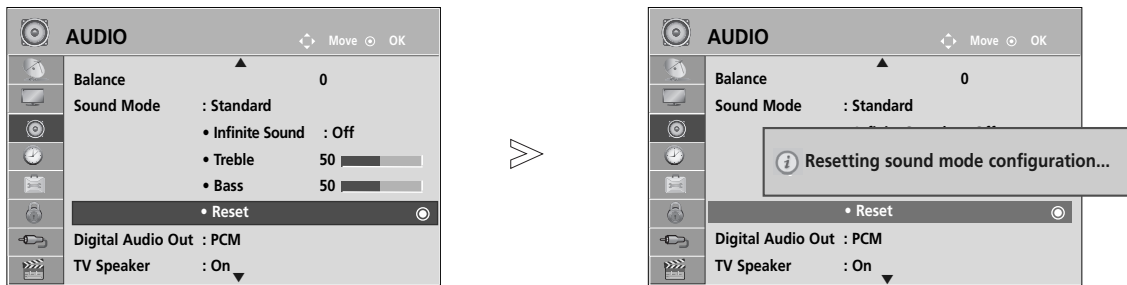 AUDIO
Move OK
Balance 0
Sound Mode : Standard
• Infinite Sound : Off
• Treble 50
• Bass 50
• Reset
Digital Audio Out : PCM
TV Speaker : On
AUDIO
Move OK
Balance 0
Sound Mode : Standard
Resetting sound mode configuration...
• Reset
Digital Audio Out : PCM
TV Speaker : On